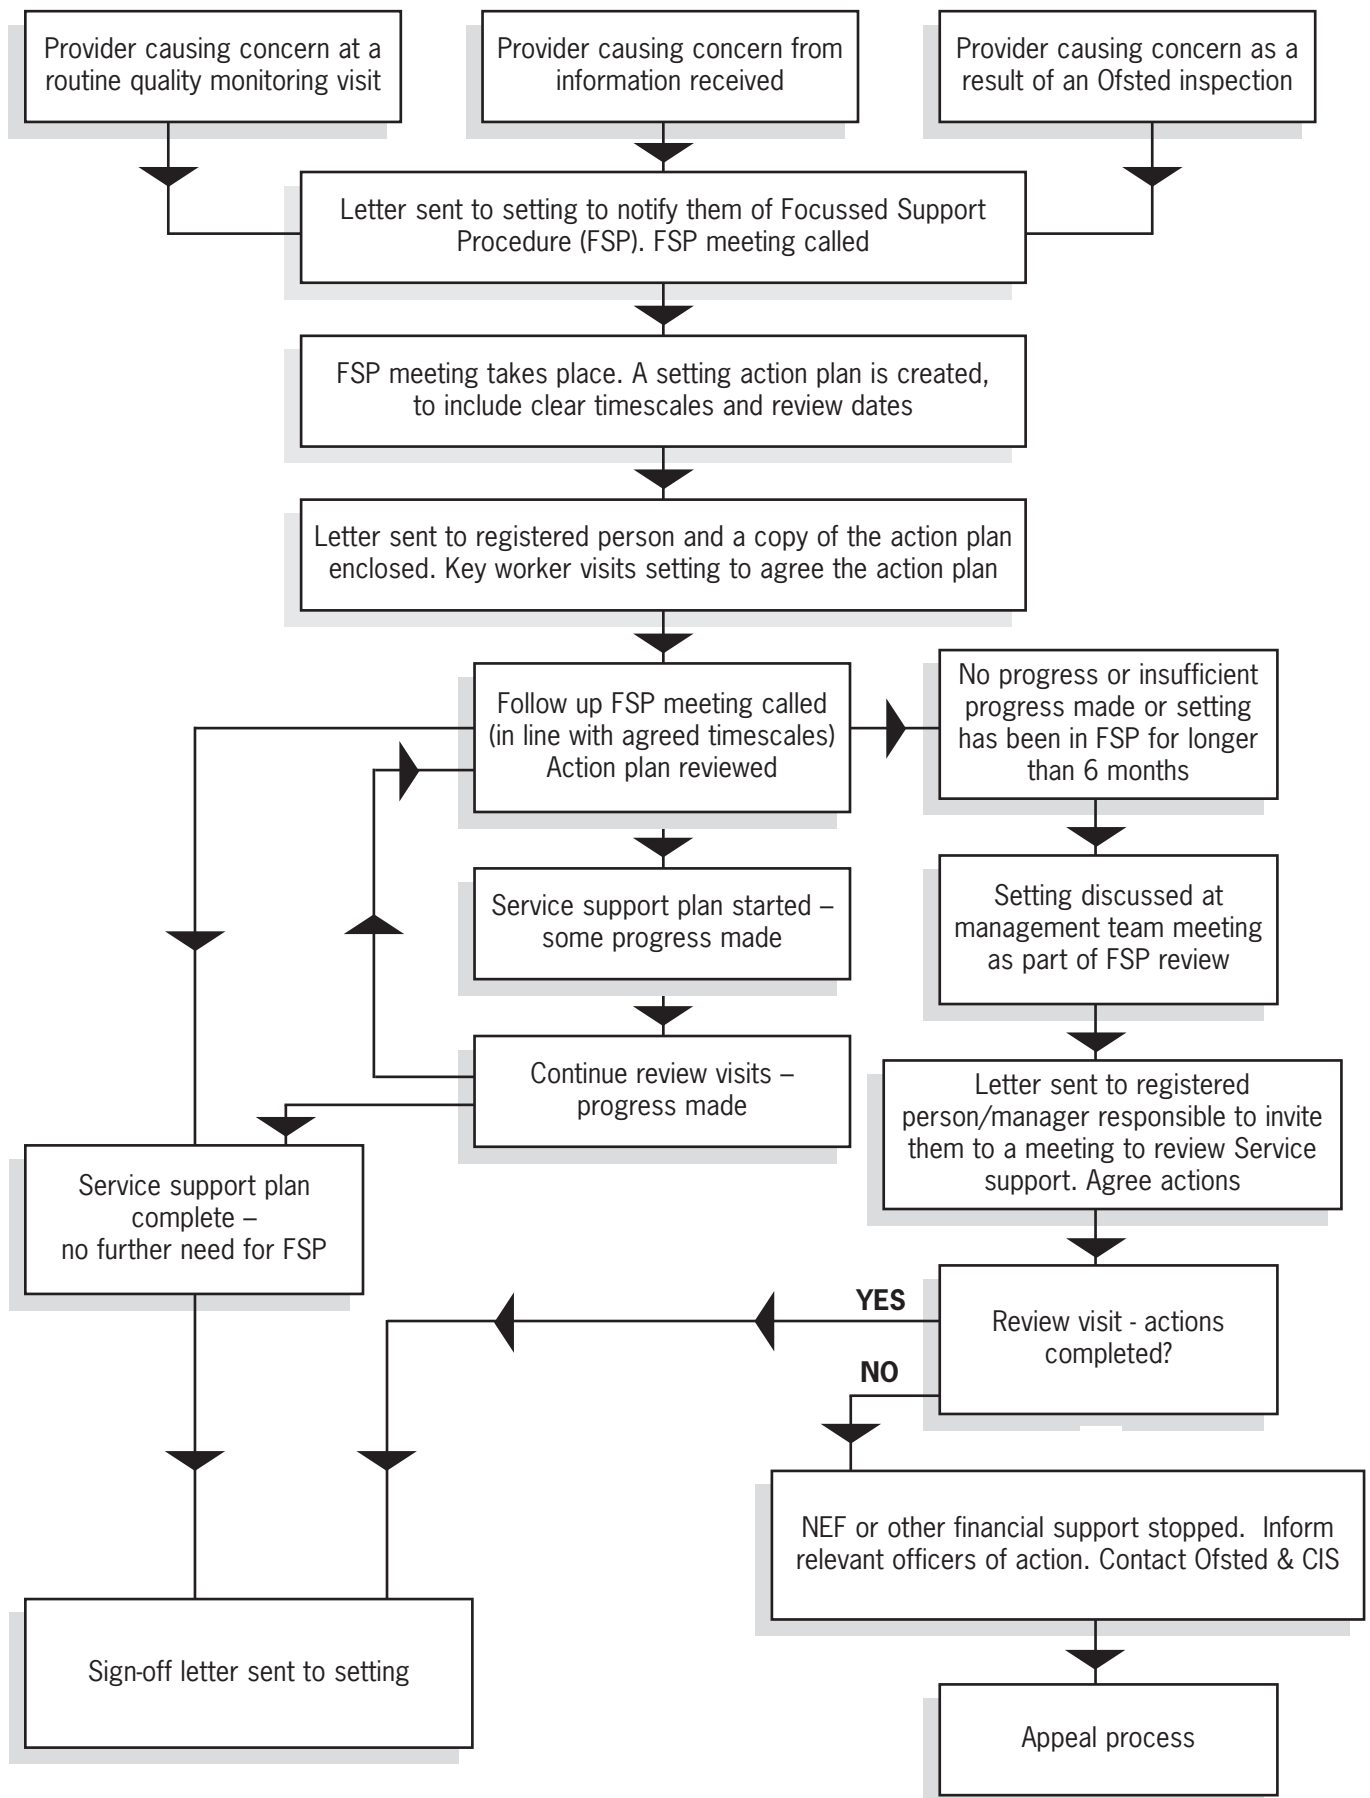 Provider causing concern at a
routine quality monitoring visit
Provider causing concern from
information received
Provider causing concern as a
result of an Ofsted inspection
Letter sent to setting to notify them of Focussed Support
Procedure (FSP). FSP meeting called
FSP meeting takes place. A setting action plan is created,
to include clear timescales and review dates
Letter sent to registered person and a copy of the action plan
enclosed. Key worker visits setting to agree the action plan
Follow up FSP meeting called
(in line with agreed timescales)
Action plan reviewed
No progress or insufficient
progress made or setting
has been in FSP for longer
than 6 months
Service support plan started –
some progress made
Setting discussed at
management team meeting
as part of FSP review
Continue review visits –
progress made
Letter sent to registered
person/manager responsible to invite
them to a meeting to review Service
support. Agree actions
Service support plan
complete –
no further need for FSP
YES
NO
Review visit - actions
completed?
NEF or other financial support stopped.  Inform
relevant officers of action. Contact Ofsted & CIS
Sign-off letter sent to setting
Appeal process